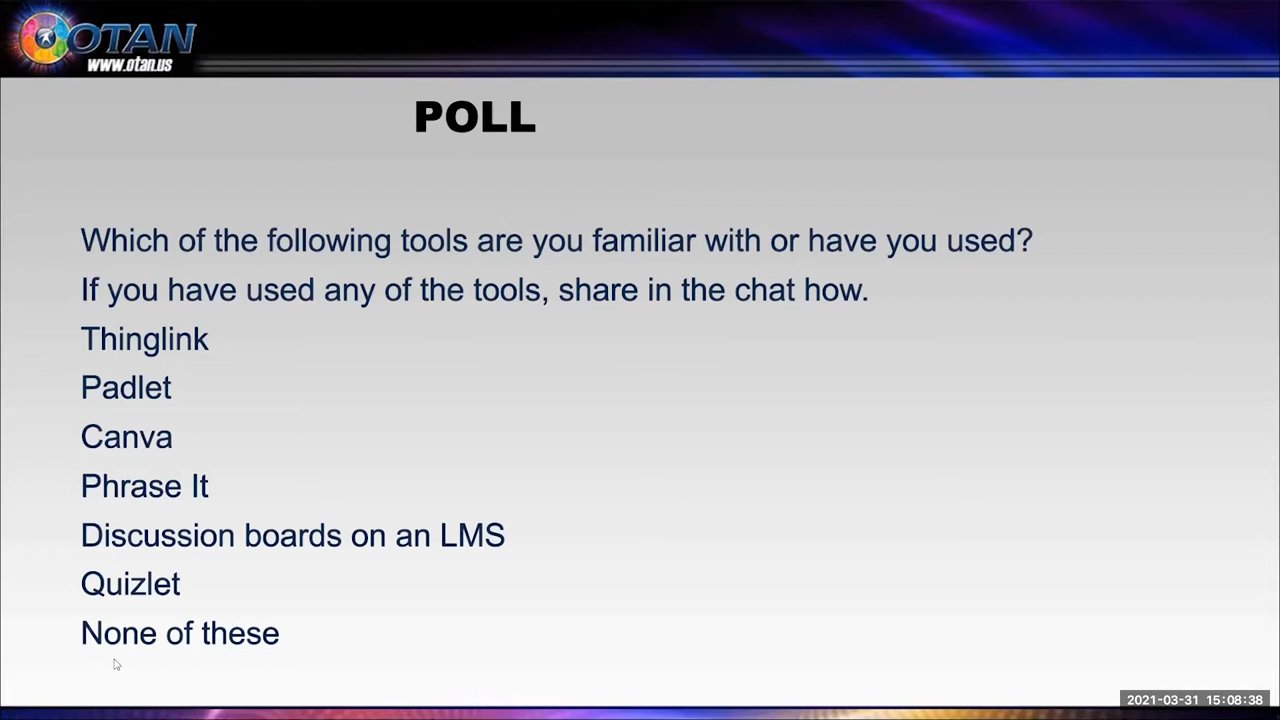 OTAN
www.otan.us
POLL
Which of the following tools are you familiar with or have you used?
If you have used any of the tools, share in the chat how.
Thinglink
Padlet
Canva
Phrase It
Discussion boards on an LMS
Quizlet
None of these
2021-03-31 15:08:38